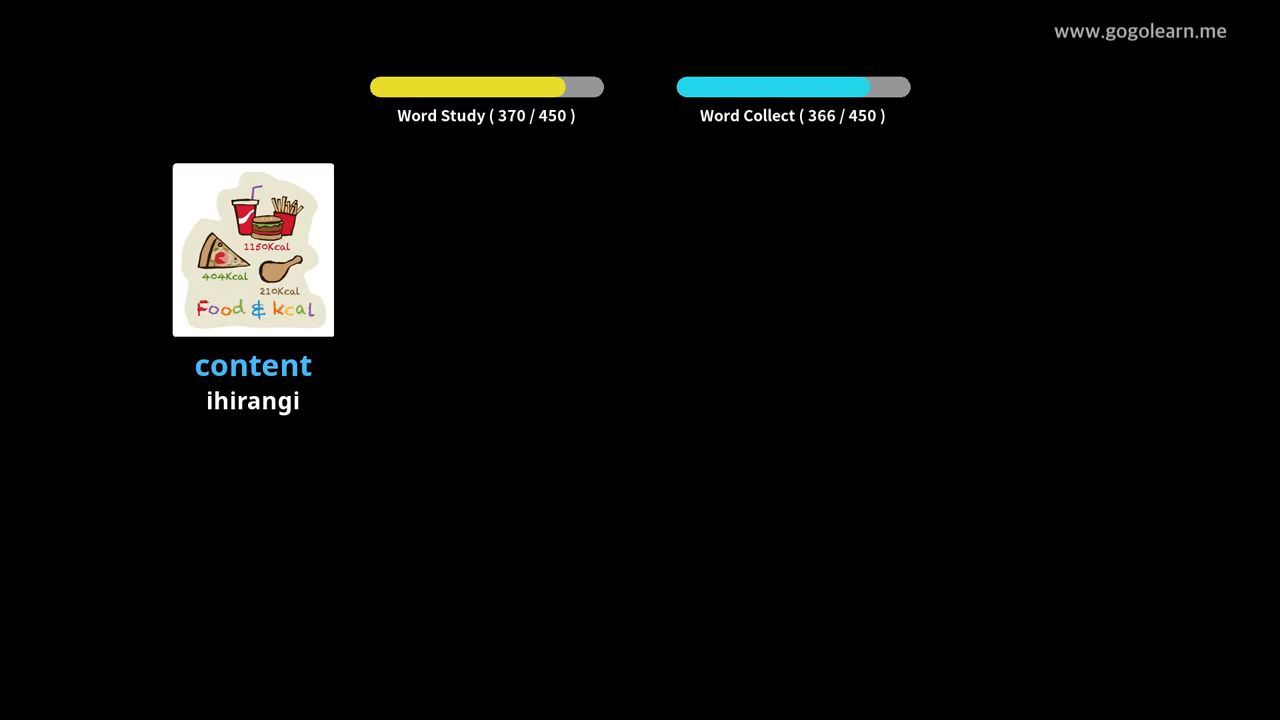 www.gogolearn.me
Word Study ( 370 / 450 )
Word Collect ( 366 / 450 )
1150Kcal
404Kcal
210Kcal
Food & kcal
content
ihirangi